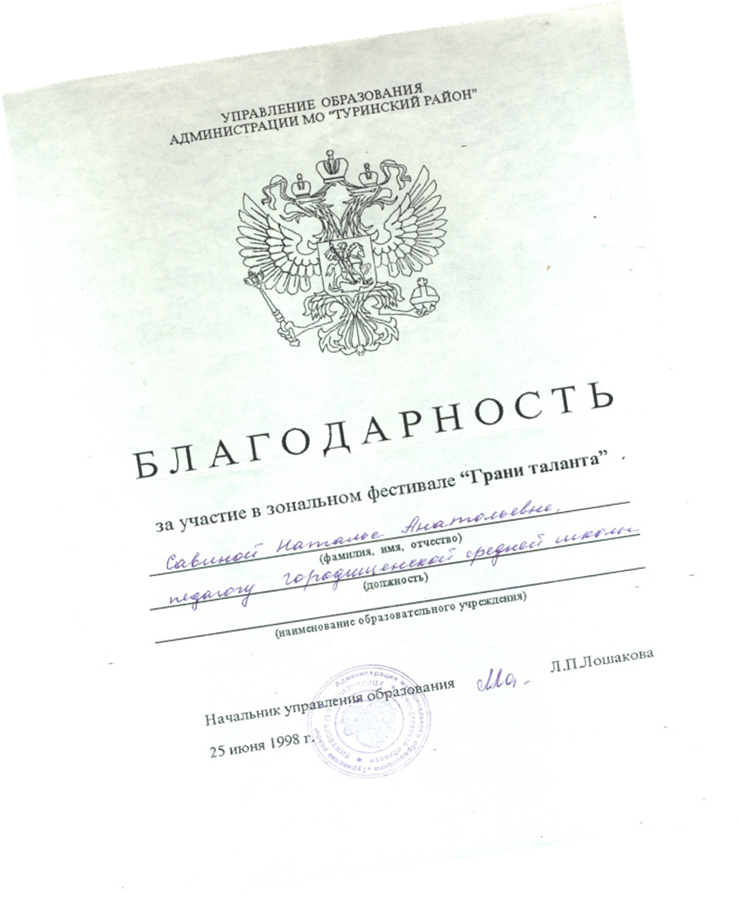 УПРАВЛЕНИЕ ОБРАЗОВАНИЯ
АДМИНИСТРАЦИИ МО "ТУРИНСКИЙ РАЙОН"
БЛАГОДАРНОСТЬ
за участие в зональном фестивале “Грани таланта”
Савиной Наталье Анатольевне,
(фамилия, имя, отчество)
педагогу Городищенской средней школы
(должность)
(наименование образовательного учреждения)
Начальник управления образования
Л.П.Лошакова
25 июня 1998 г.